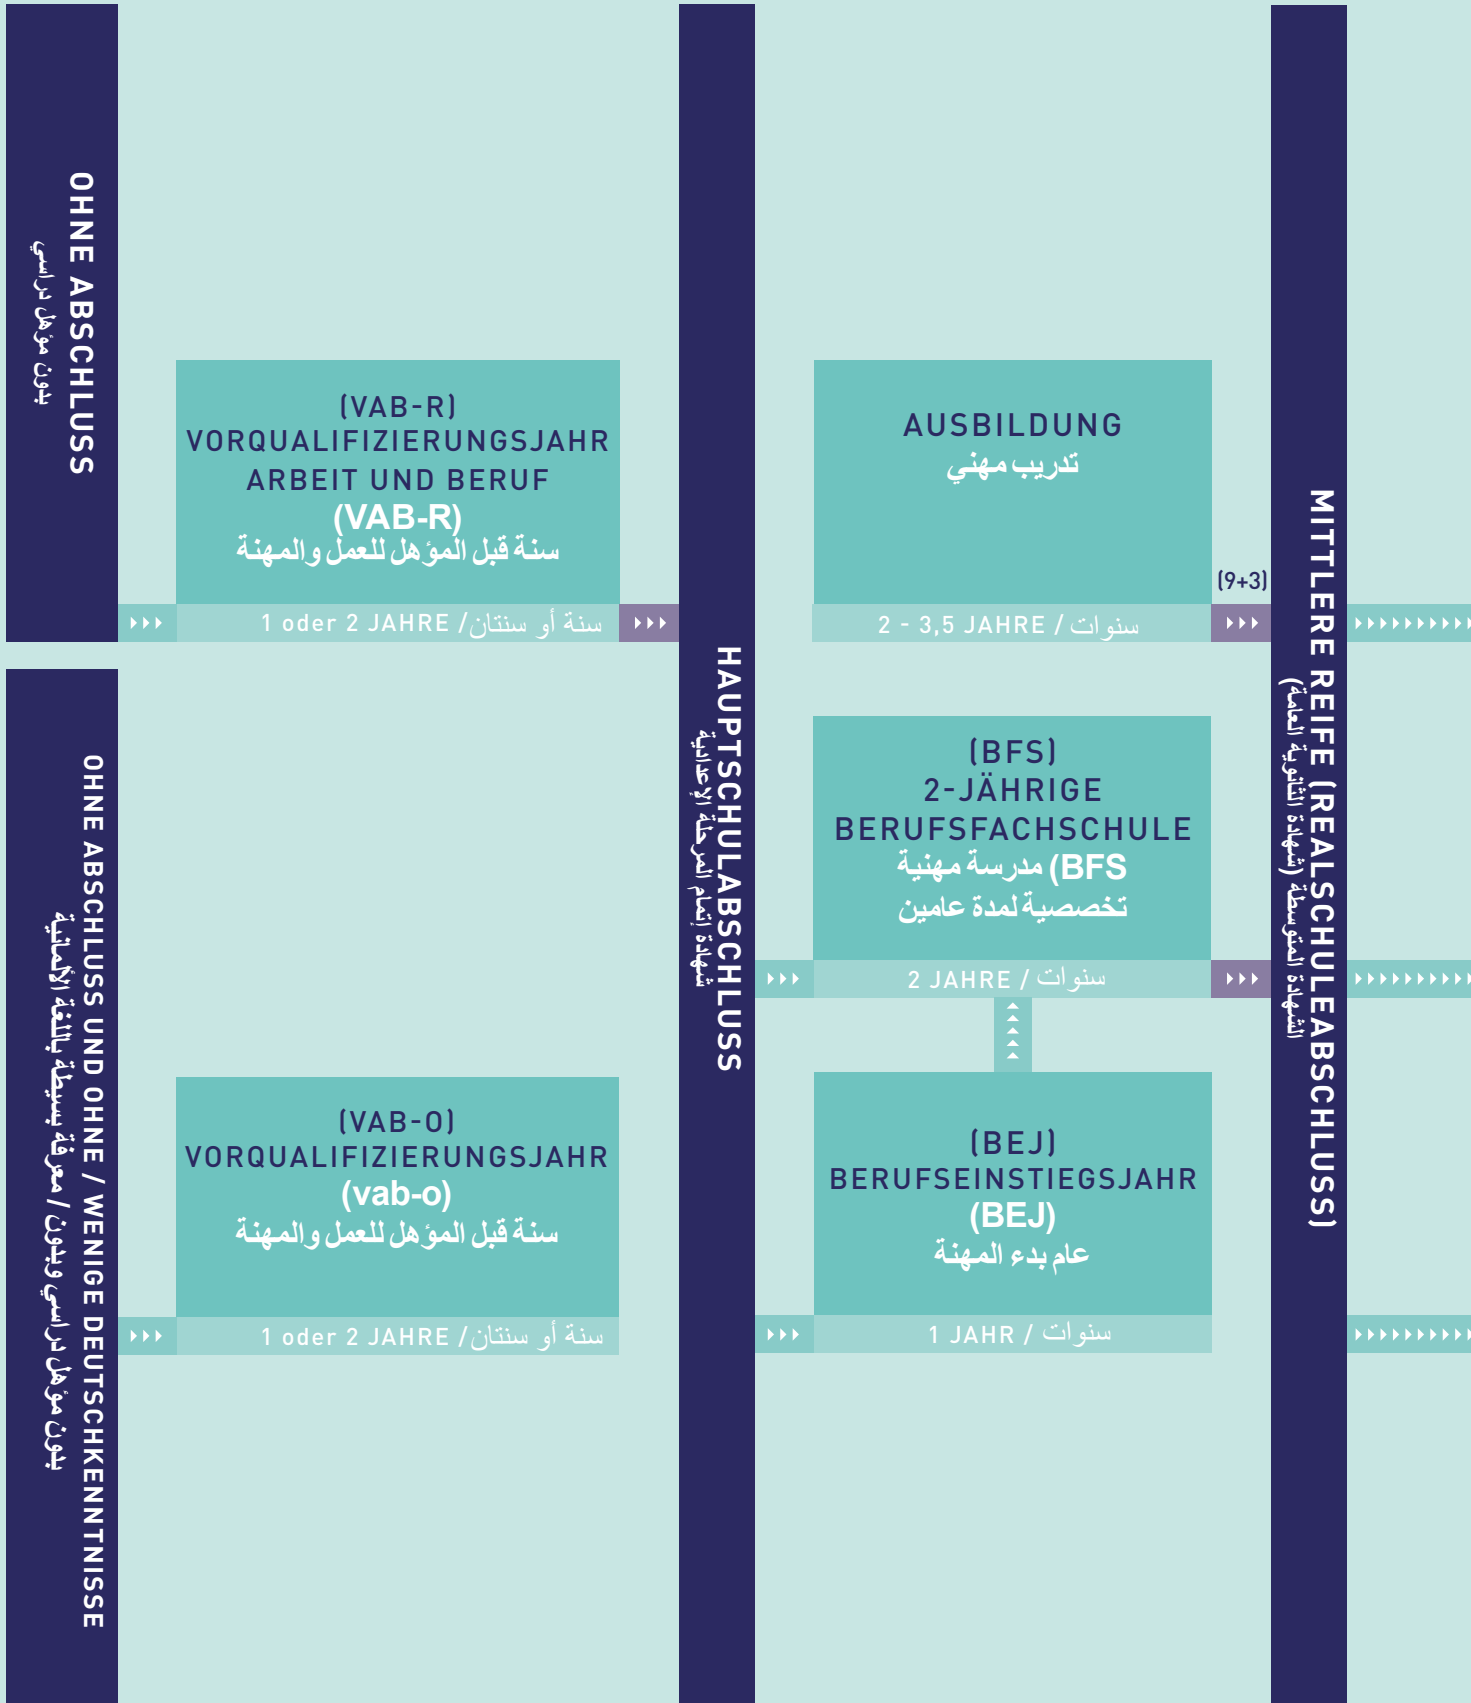 OHNE ABSCHLUSS
بدون مؤهل دراسي
(VAB-R)
VORQUALIFIZIERUNGSJAHR
ARBEIT UND BERUF
(VAB-R)
سنة قبل المؤهل للعمل والمهنة
1 oder 2 JAHRE / سنة أو سنتان
OHNE ABSCHLUSS UND OHNE / WENIGE DEUTSCHKENNTNISSE
بدون مؤهل دراسي وبدون / معرفة بسيطة باللغة الألمانية
(VAB-O)
VORQUALIFIZIERUNGSJAHR
(vab-o)
سنة قبل المؤهل للعمل والمهنة
1 oder 2 JAHRE / سنة أو سنتان
HAUPTSCHULABSCHLUSS
شهادة إتمام المرحلة الإعدادية
AUSBILDUNG
تدريب مهني
(9+3)
2 - 3,5 JAHRE / سنوات
(BFS)
2-JÄHRIGE
BERUFSFACHSCHULE
BFS) مدرسة مهنية
تخصصية لمدة عامين
2 JAHRE / سنوات
(BEJ)
BERUFSEINSTIEGSJAHR
(BEJ)
عام بدء المهنة
1 JAHR / سنوات
MITTLERE REIFE (REALSCHULEABSCHLUSS)
الشهادة المتوسطة (شهادة الثانوية العامة)